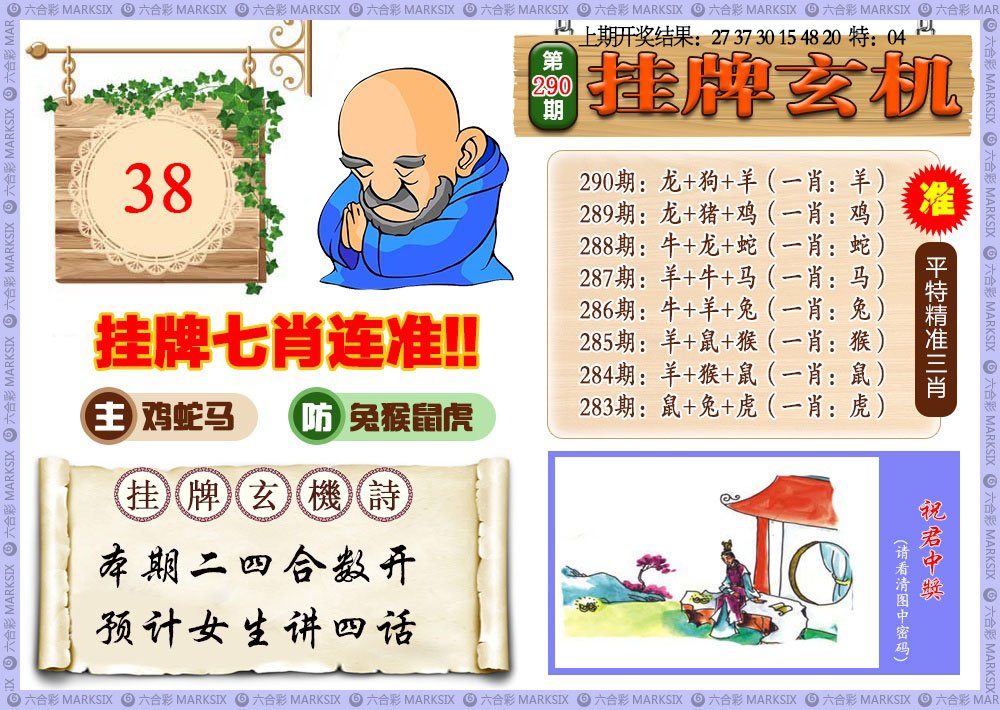 上期开奖结果：27 37 30 15 48 20 特：04
第290期
挂牌玄机
38
挂牌七肖连准!!
主 鸡蛇马
防 兔猴鼠虎
挂牌玄機詩
本期二四合数开
预计女生讲四话
290期：龙+狗+羊（一肖：羊）
289期：龙+猪+鸡（一肖：鸡）
288期：牛+龙+蛇（一肖：蛇）
287期：羊+牛+马（一肖：马）
286期：牛+羊+兔（一肖：兔）
285期：羊+鼠+猴（一肖：猴）
284期：羊+猴+鼠（一肖：鼠）
283期：鼠+兔+虎（一肖：虎）
准
平特精准三肖
祝君中獎
（请看清图中密码）
六合彩 MARKSIX